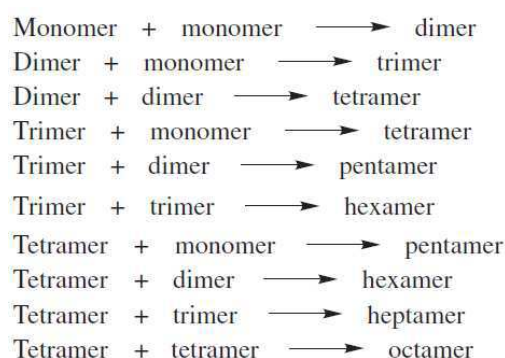 Monomer + monomer ⟶ dimer
Dimer + monomer ⟶ trimer
Dimer + dimer ⟶ tetramer
Trimer + monomer ⟶ tetramer
Trimer + dimer ⟶ pentamer
Trimer + trimer ⟶ hexamer
Tetramer + monomer ⟶ pentamer
Tetramer + dimer ⟶ hexamer
Tetramer + trimer ⟶ heptamer
Tetramer + tetramer ⟶ octamer